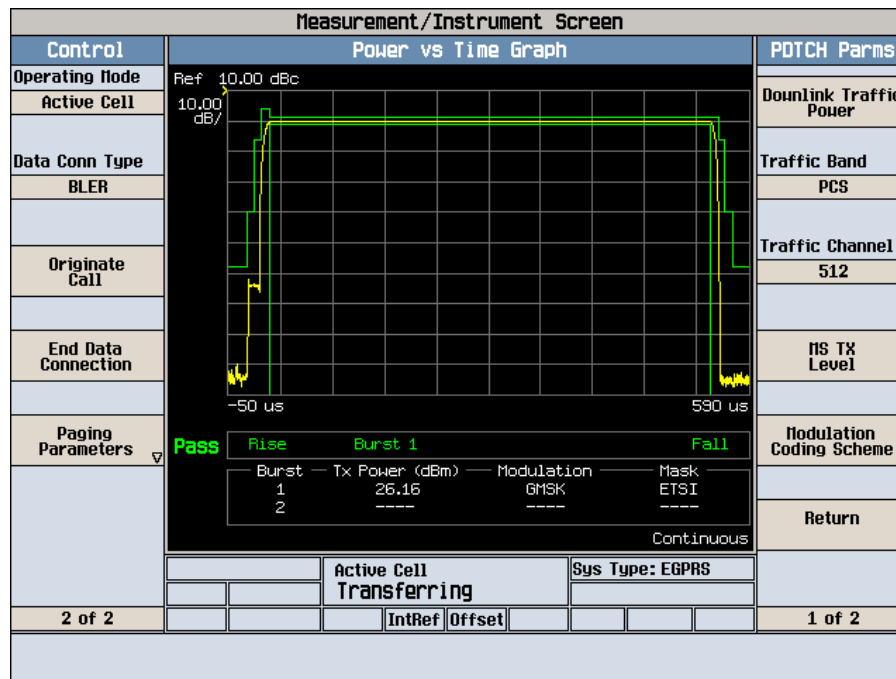 Measurement/Instrument Screen
Control
Power vs Time Graph
PDTCH Parms
Operating Mode
Active Cell
Data Conn Type
BLER
Originate
Call
End Data
Connection
Paging
Parameters
2 of 2
Ref 10.00 dBc
10.00
dB/
-50 us
590 us
Pass
Rise Burst 1 Fall
Burst Tx Power (dBm) Modulation Mask
1 26.16 GMSK ETSI
2 ---- ---- ----
Continuous
Active Cell
Transferring
Sys Type: EGPRS
IntRef Offset
Downlink Traffic
Power
Traffic Band
PCS
Traffic Channel
512
MS TX
Level
Modulation
Coding Scheme
Return
1 of 2